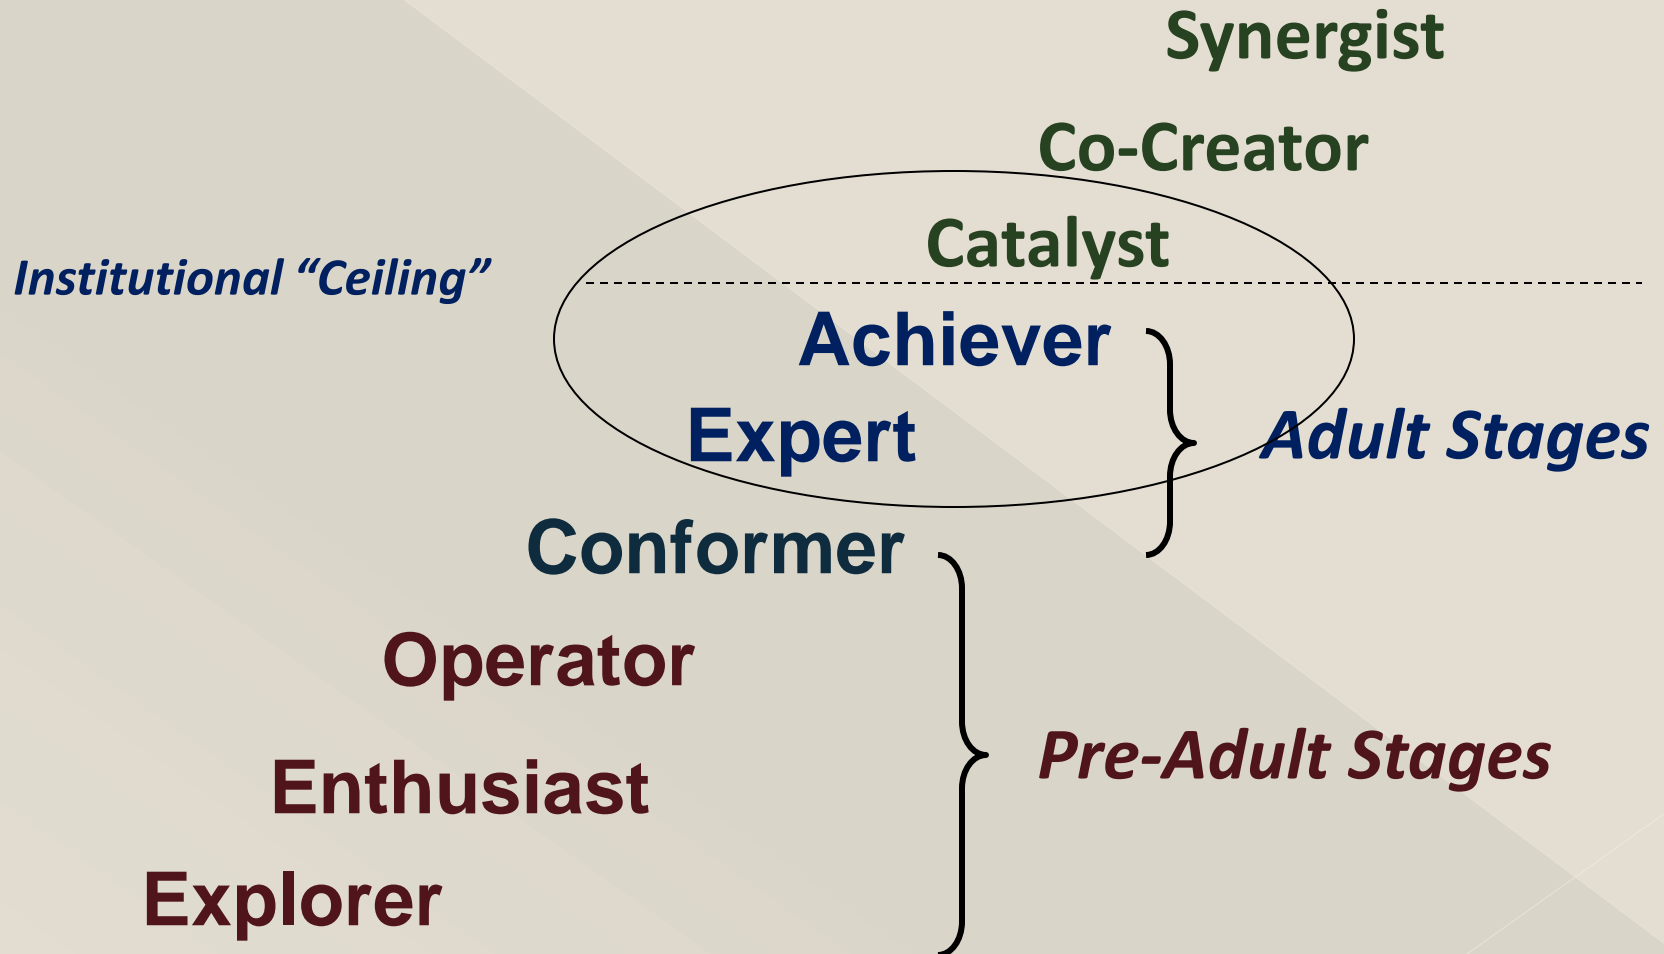 Synergist
Co-Creator
Catalyst
Institutional “Ceiling”
Achiever
Expert
Adult Stages
Conformer
Operator
Pre-Adult Stages
Enthusiast
Explorer